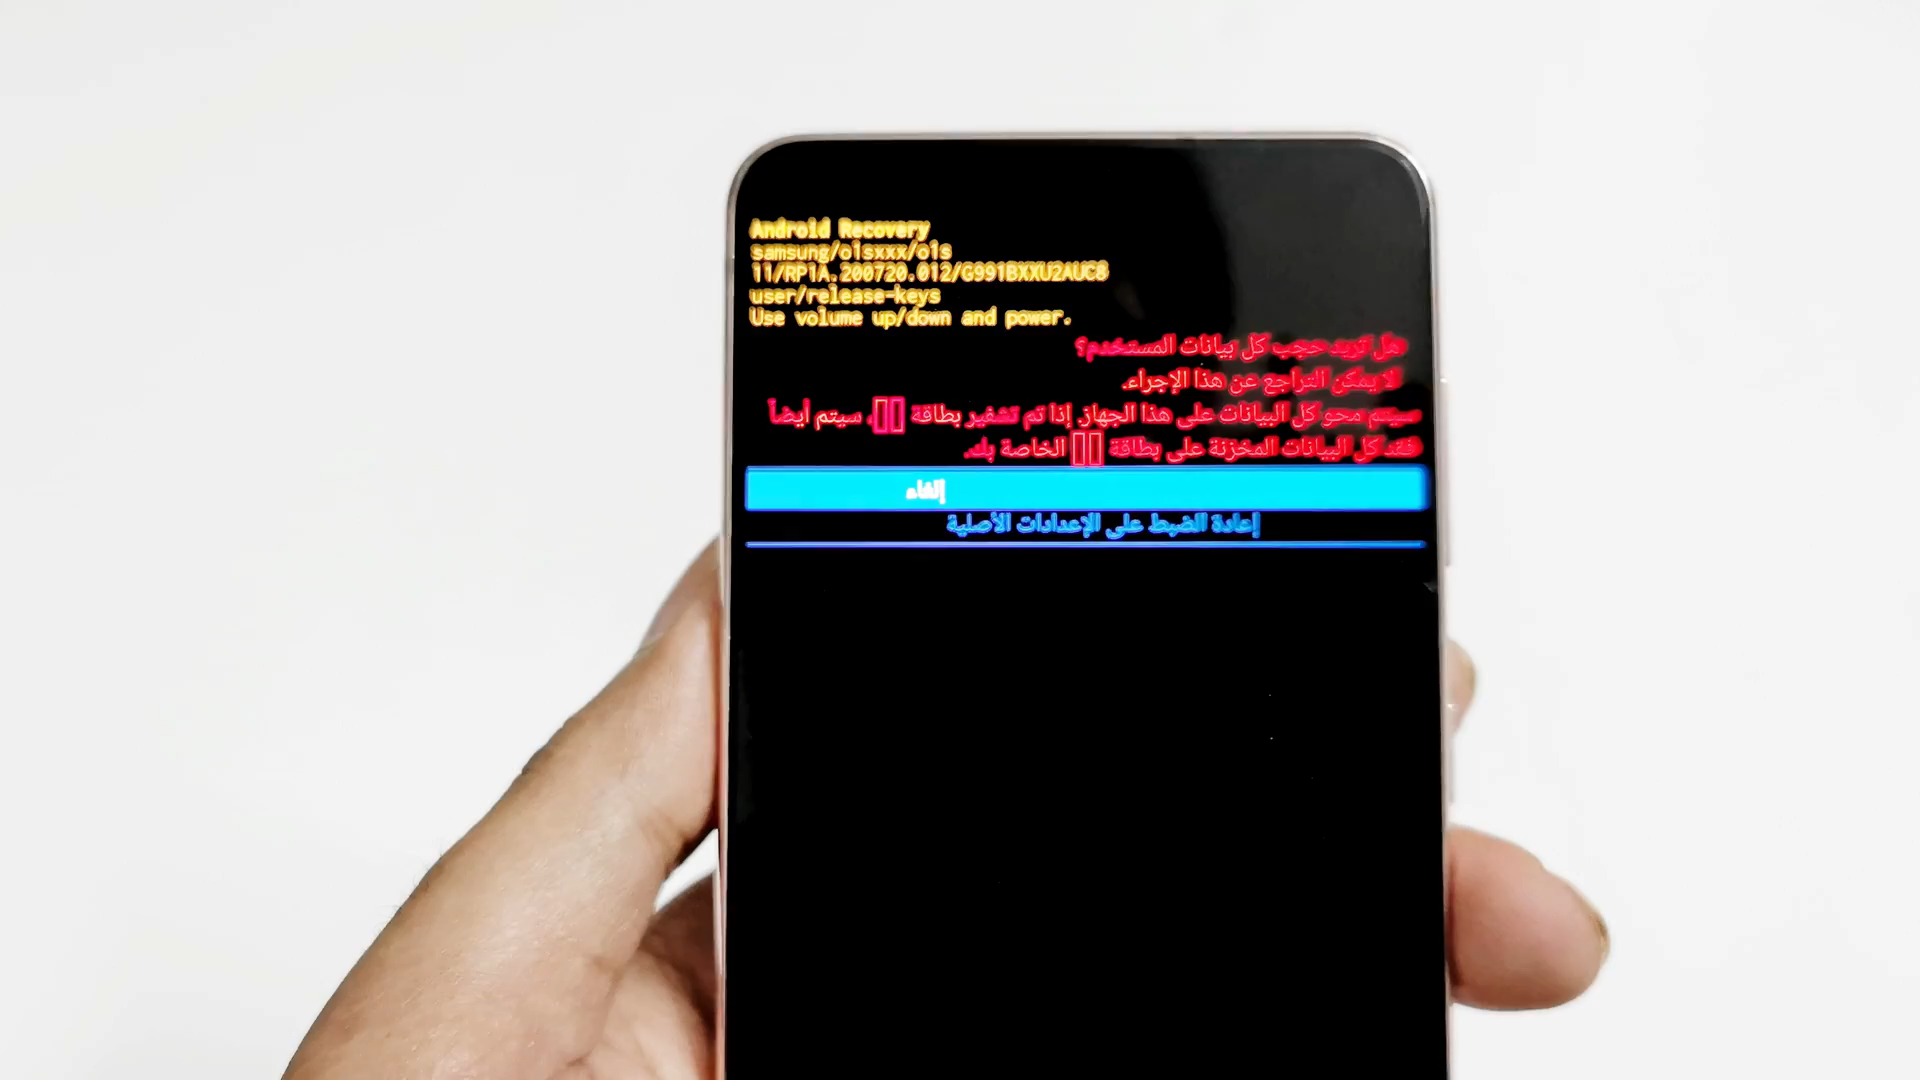 Android Recovery
samsung/o1sxxx/o1s
11/RP1A.200720.012/G991BXXU2AUC8
user/release-keys
Use volume up/down and power.
هل تريد حجب كل بيانات المستخدم؟
لا يمكن التراجع عن هذا الإجراء.
سيتم محو كل البيانات على هذا الجهاز. إذا تم تشفير بطاقة ▯▯، سيتم أيضاً
فقد كل البيانات المخزنة على بطاقة ▯▯ الخاصة بك.
إلغاء
إعادة الضبط على الإعدادات الأصلية